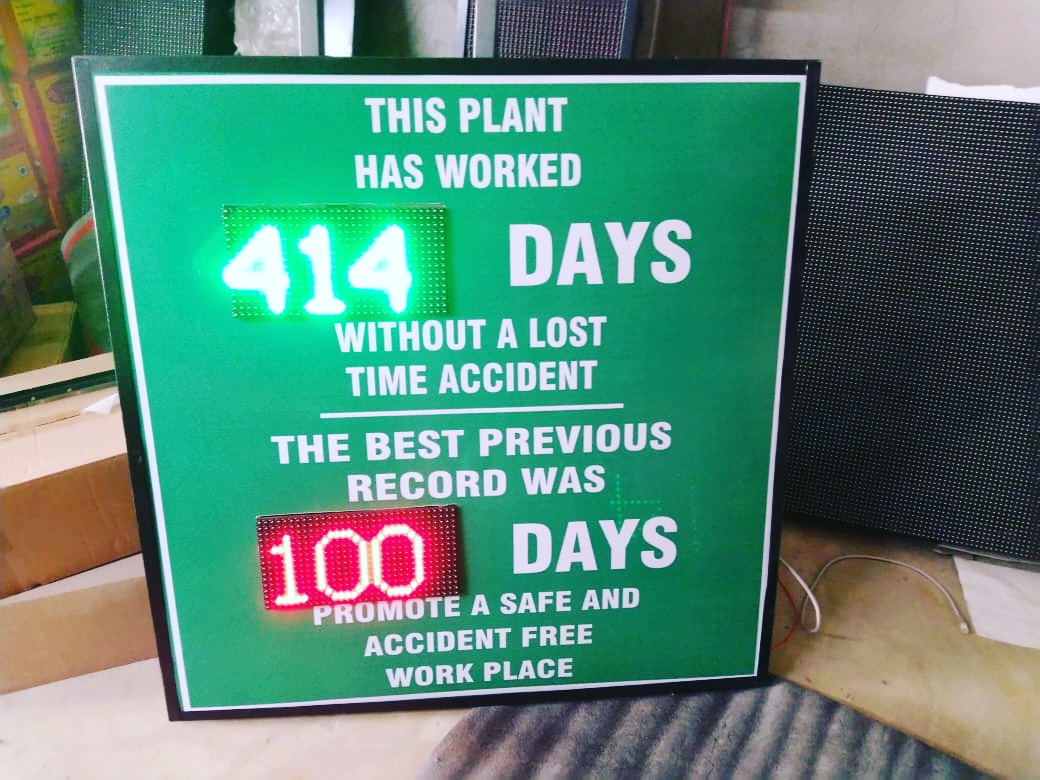 THIS PLANT
HAS WORKED
414 DAYS
WITHOUT A LOST
TIME ACCIDENT
THE BEST PREVIOUS
RECORD WAS
100 DAYS
PROMOTE A SAFE AND
ACCIDENT FREE
WORK PLACE